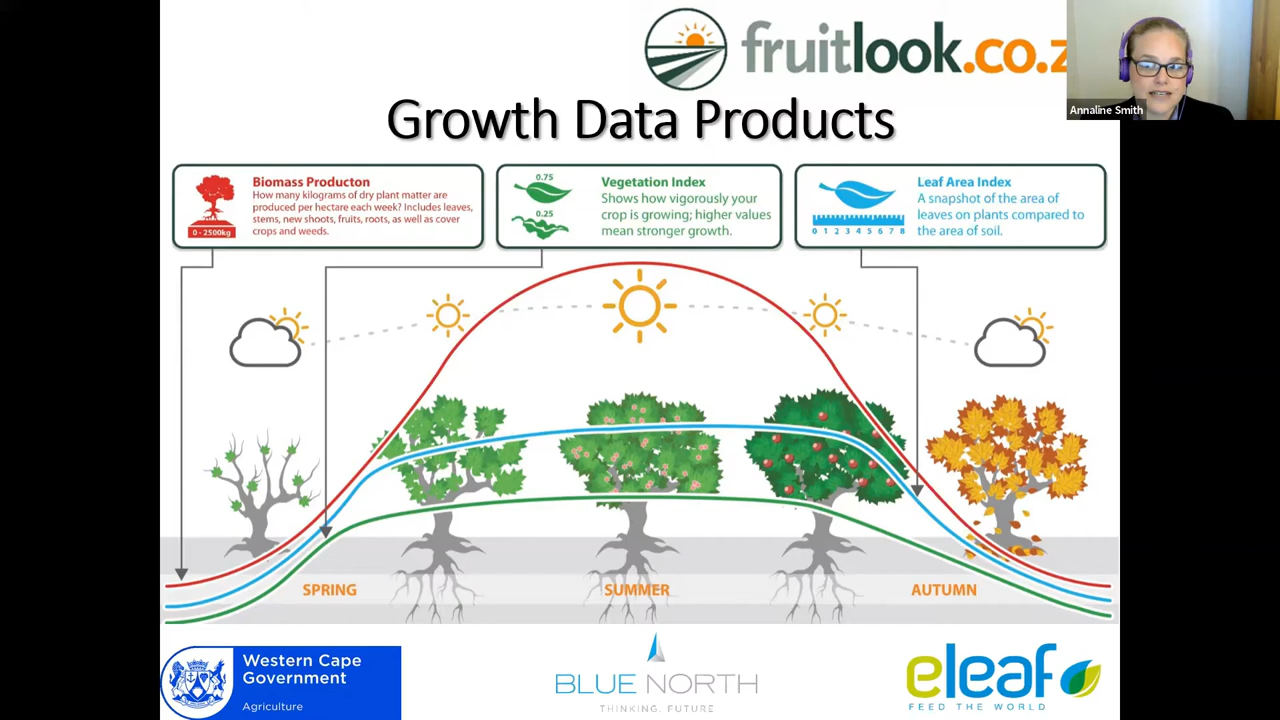 fruitlook.co.z
Annaline Smith
Growth Data Products
Biomass Producton
How many kilograms of dry plant matter are
produced per hectare each week? Includes leaves,
stems, new shoots, fruits, roots, as well as cover
crops and weeds.
0 - 2500kg
0.75
0.25
Vegetation Index
Shows how vigorously your
crop is growing; higher values
mean stronger growth.
Leaf Area Index
A snapshot of the area of
leaves on plants compared to
the area of soil.
0 1 2 3 4 5 6 7 8
SPRING
SUMMER
AUTUMN
Western Cape
Government
Agriculture
BLUE NORTH
THINKING. FUTURE
eleaf
FEED THE WORLD